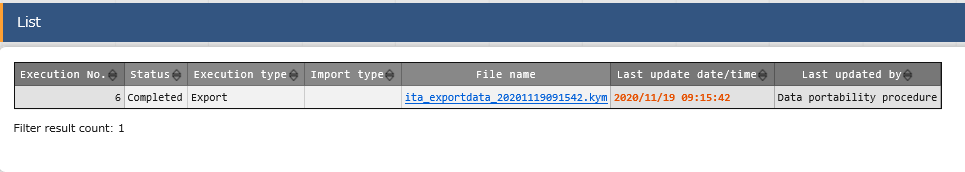 List
Execution No. Status Execution type Import type File name Last update date/time Last updated by
6 Completed Export ita_exportdata_20201119091542.kym 2020/11/19 09:15:42 Data portability procedure
Filter result count: 1